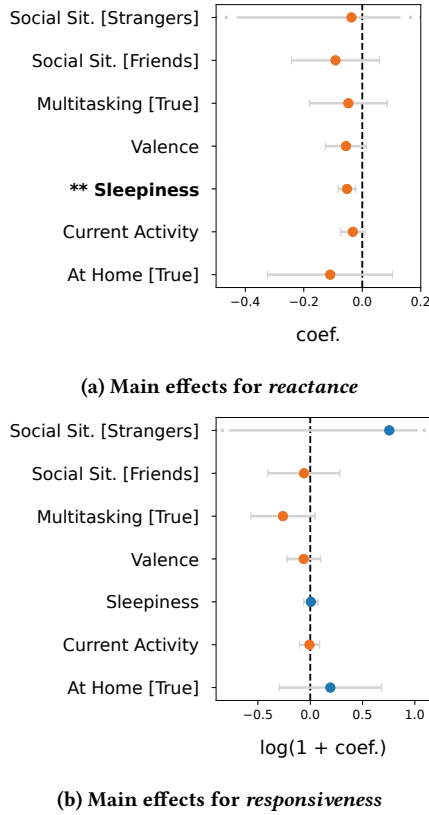 Social Sit. [Strangers]
Social Sit. [Friends]
Multitasking [True]
Valence
** Sleepiness
Current Activity
At Home [True]
−0.4 −0.2 0.0 0.2
coef.
(a) Main effects for reactance
Social Sit. [Strangers]
Social Sit. [Friends]
Multitasking [True]
Valence
Sleepiness
Current Activity
At Home [True]
−0.5 0.0 0.5 1.0
log(1 + coef.)
(b) Main effects for responsiveness